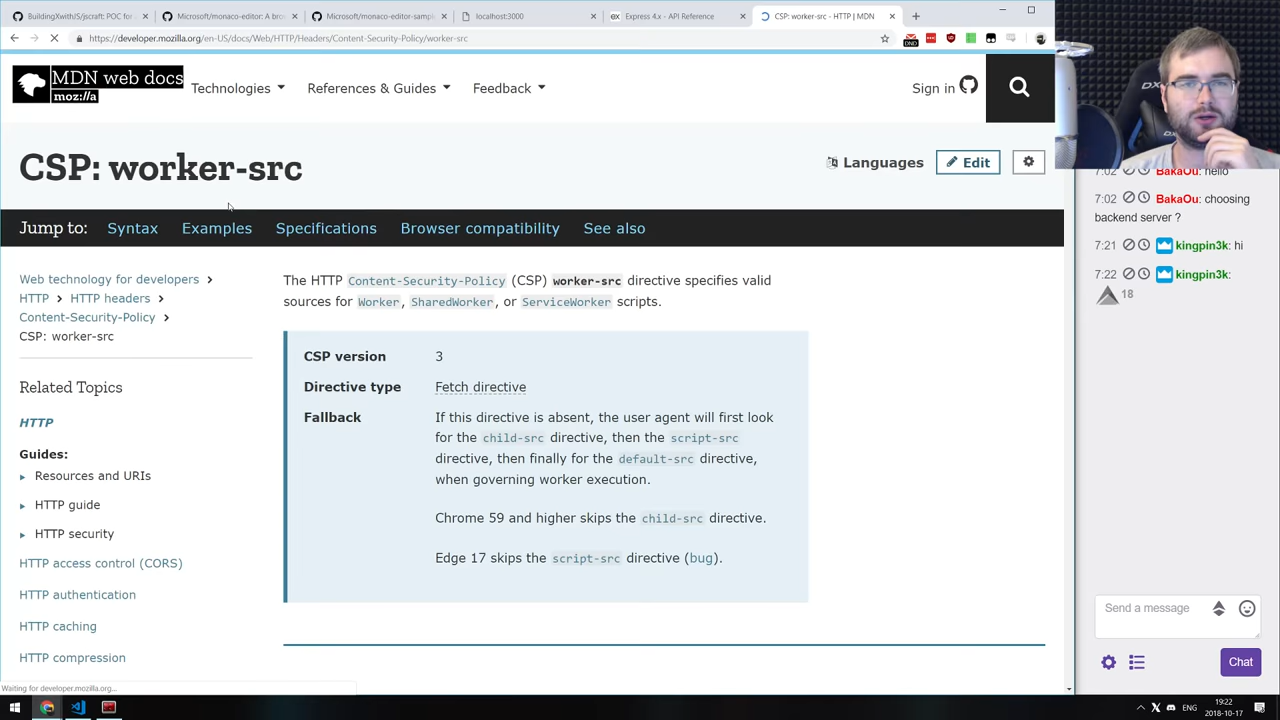 BuildingXwithJS/jscraft: POC for
Microsoft/monaco-editor: A brow
Microsoft/monaco-editor-sampl
localhost:3000
Express 4.x - API Reference
CSP: worker-src - HTTP | MDN
https://developer.mozilla.org/en-US/docs/Web/HTTP/Headers/Content-Security-Policy/worker-src
MDN web docs
moz://a
Technologies
References & Guides
Feedback
Sign in
CSP: worker-src
Languages
Edit
Jump to:
Syntax
Examples
Specifications
Browser compatibility
See also
Web technology for developers
HTTP
HTTP headers
Content-Security-Policy
CSP: worker-src
Related Topics
HTTP
Guides:
Resources and URIs
HTTP guide
HTTP security
HTTP access control (CORS)
HTTP authentication
HTTP caching
HTTP compression
The HTTP Content-Security-Policy (CSP) worker-src directive specifies valid
sources for Worker, SharedWorker, or ServiceWorker scripts.
CSP version 3
Directive type Fetch directive
Fallback If this directive is absent, the user agent will first look
for the child-src directive, then the script-src
directive, then finally for the default-src directive,
when governing worker execution.
Chrome 59 and higher skips the child-src directive.
Edge 17 skips the script-src directive (bug).
Waiting for developer.mozilla.org...
7:02 BakaOu: hello
7:02 BakaOu: choosing
backend server ?
7:21 kingpin3k: hi
7:22 kingpin3k:
18
Send a message
Chat
ENG
19:22
2018-10-17